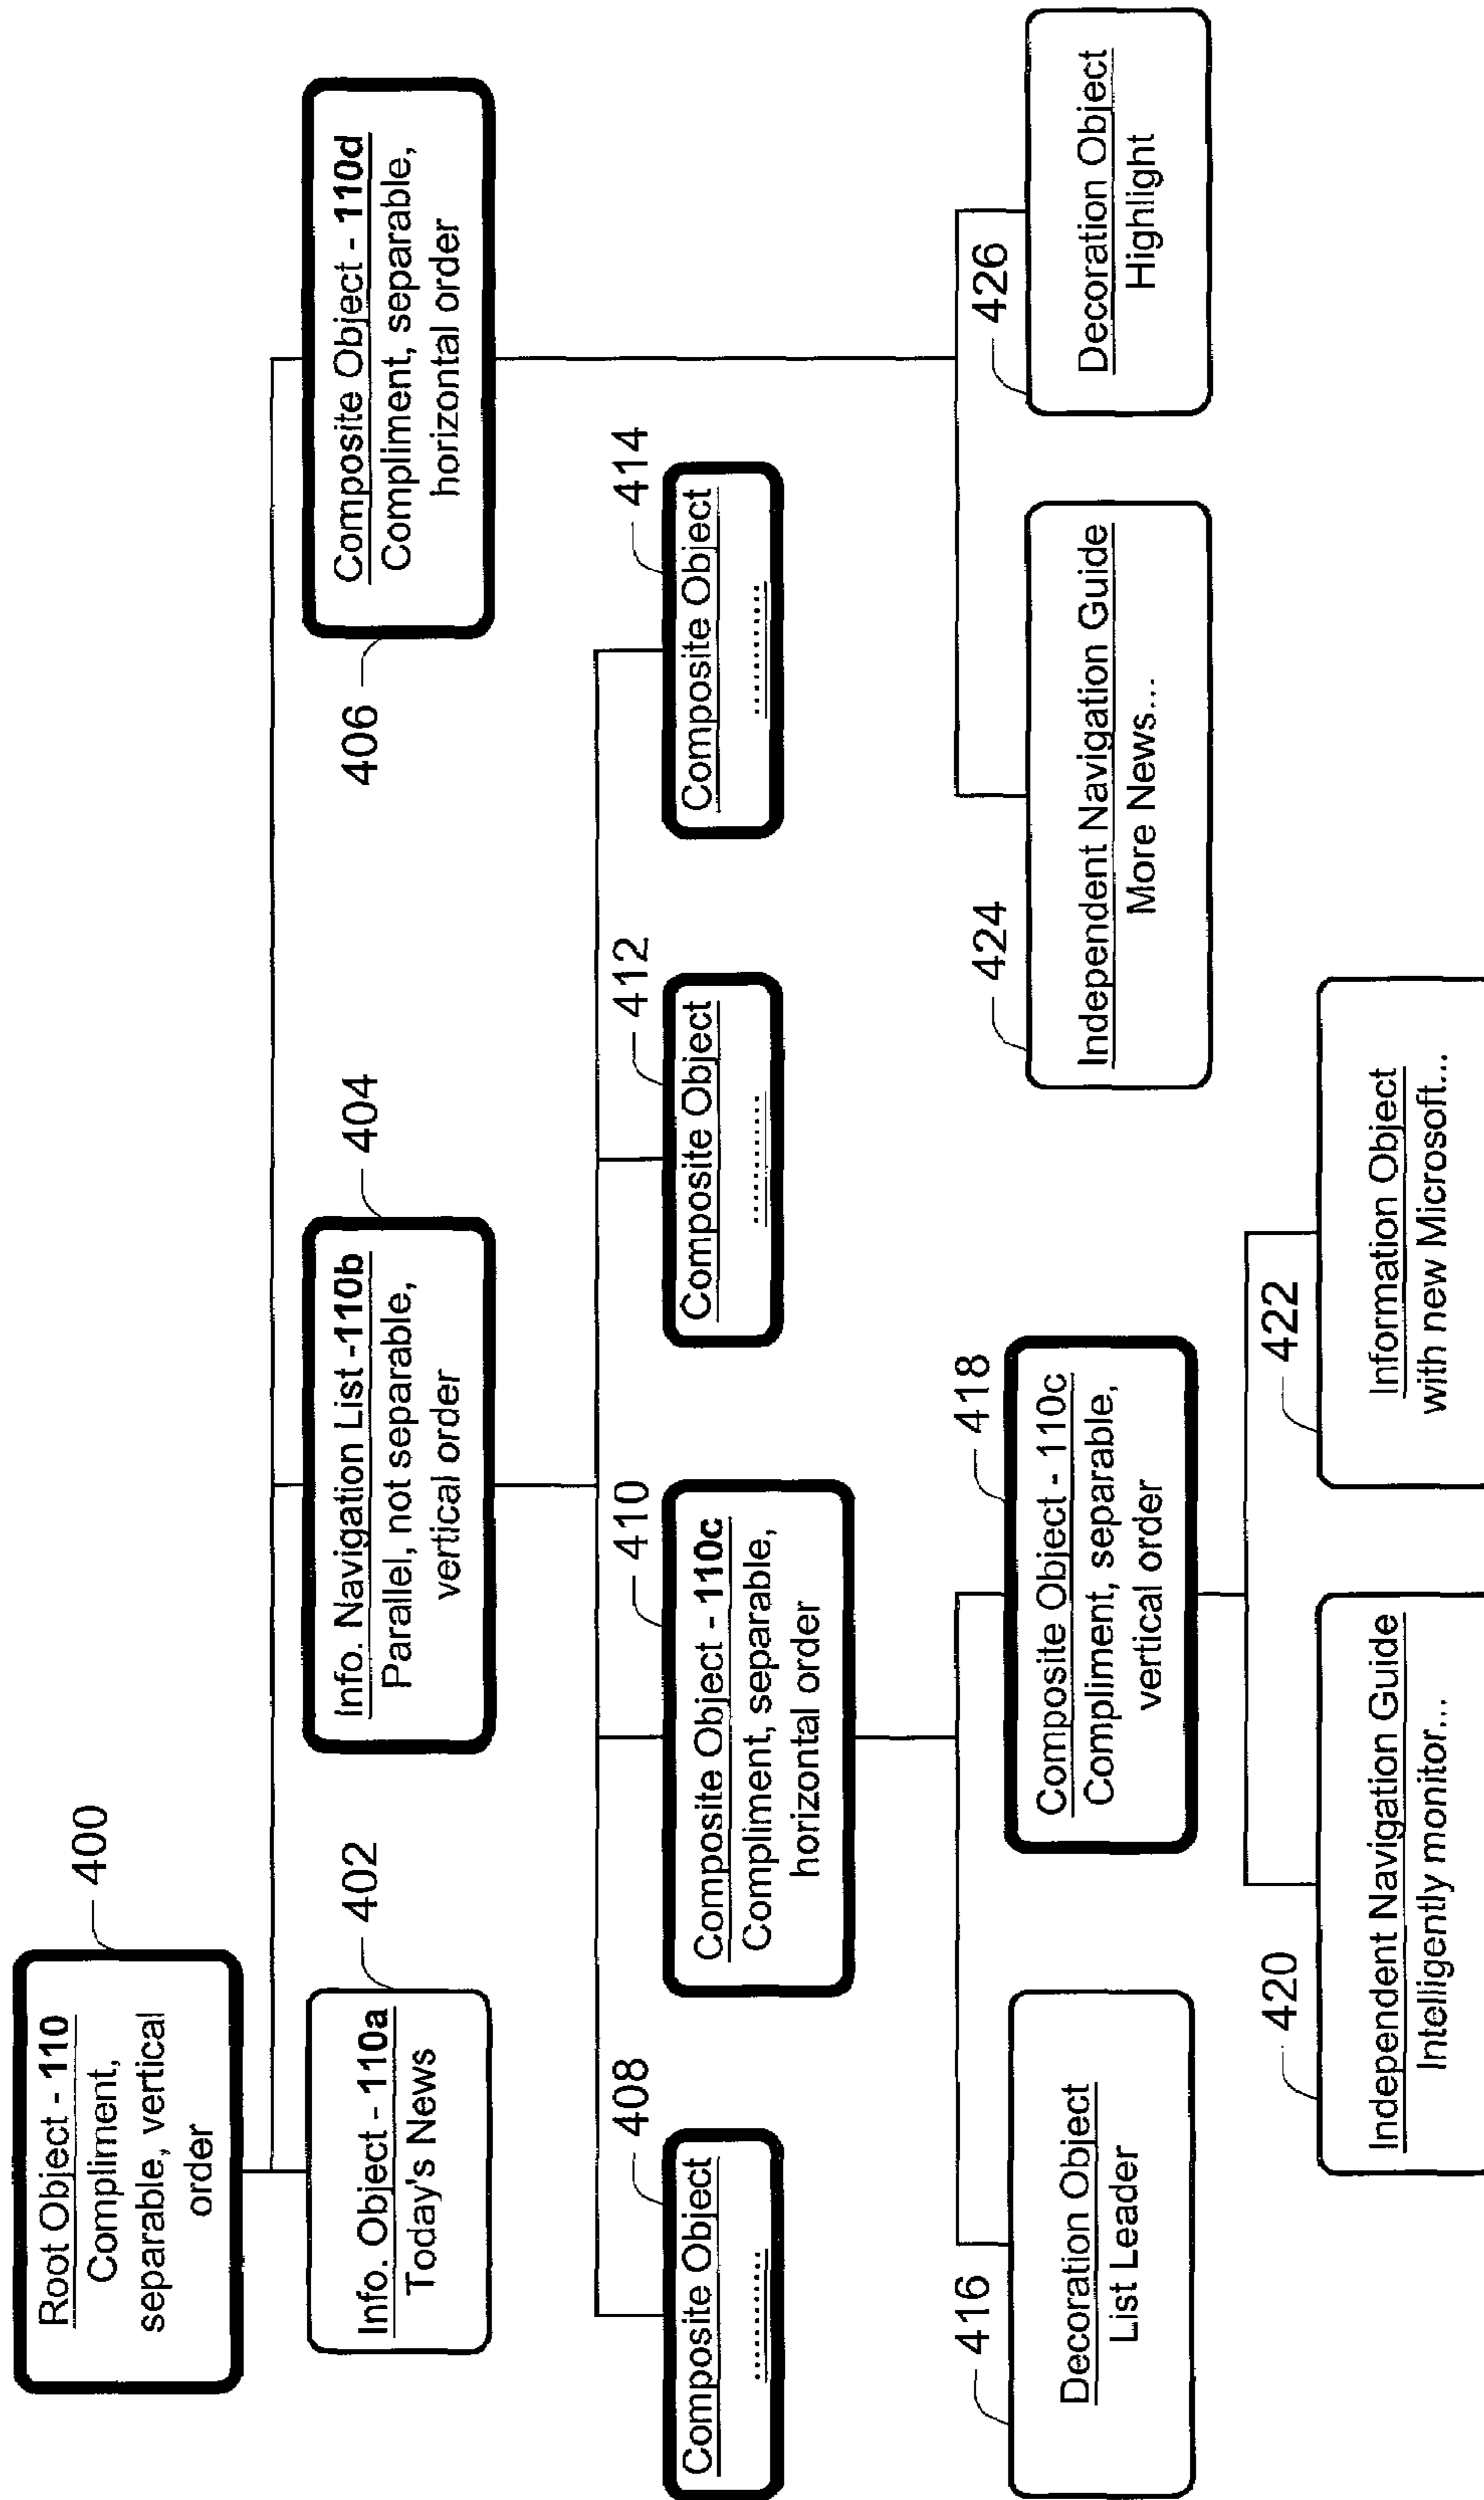 400
Root Object - 110
Compliment,
separable, vertical
order
402
Info. Object - 110a
Today's News
404
Info. Navigation List -110b
Parallel, not separable,
vertical order
406
Composite Object - 110d
Compliment, separable,
horizontal order
408
Composite Object
...........
410
Composite Object - 110c
Compliment, separable,
horizontal order
412
Composite Object
...........
414
Composite Object
...........
416
Decoration Object
List Leader
418
Composite Object - 110c
Compliment, separable,
vertical order
424
Independent Navigation Guide
More News...
426
Decoration Object
Highlight
420
Independent Navigation Guide
Intelligently monitor...
422
Information Object
with new Microsoft...